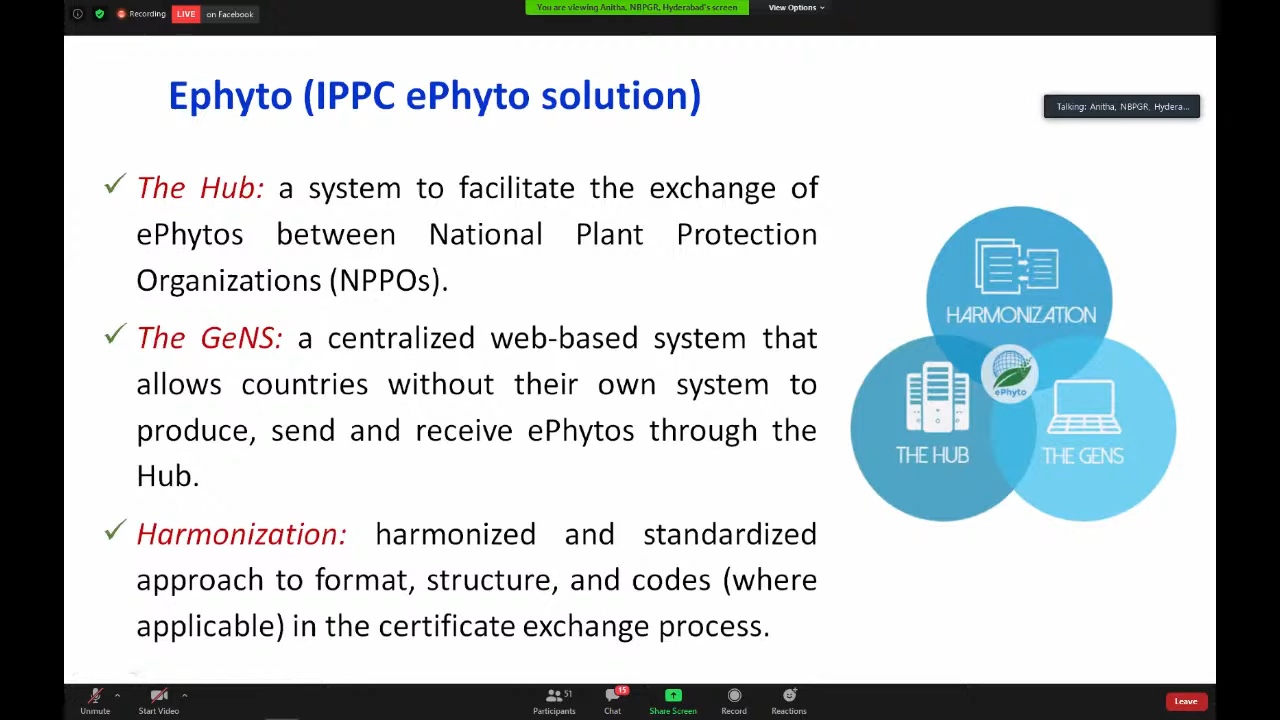 Recording
LIVE on Facebook
You are viewing Anitha, NBPGR, Hyderabad's screen
View Options
Ephyto (IPPC ePhyto solution)
Talking: Anitha, NBPGR, Hydera...
The Hub: a system to facilitate the exchange of
ePhytos between National Plant Protection
Organizations (NPPOs).
The GeNS: a centralized web-based system that
allows countries without their own system to
produce, send and receive ePhytos through the
Hub.
Harmonization: harmonized and standardized
approach to format, structure, and codes (where
applicable) in the certificate exchange process.
HARMONIZATION
ePhyto
THE HUB
THE GENS
Unmute
Start Video
51
Participants
15
Chat
Share Screen
Record
Reactions
Leave